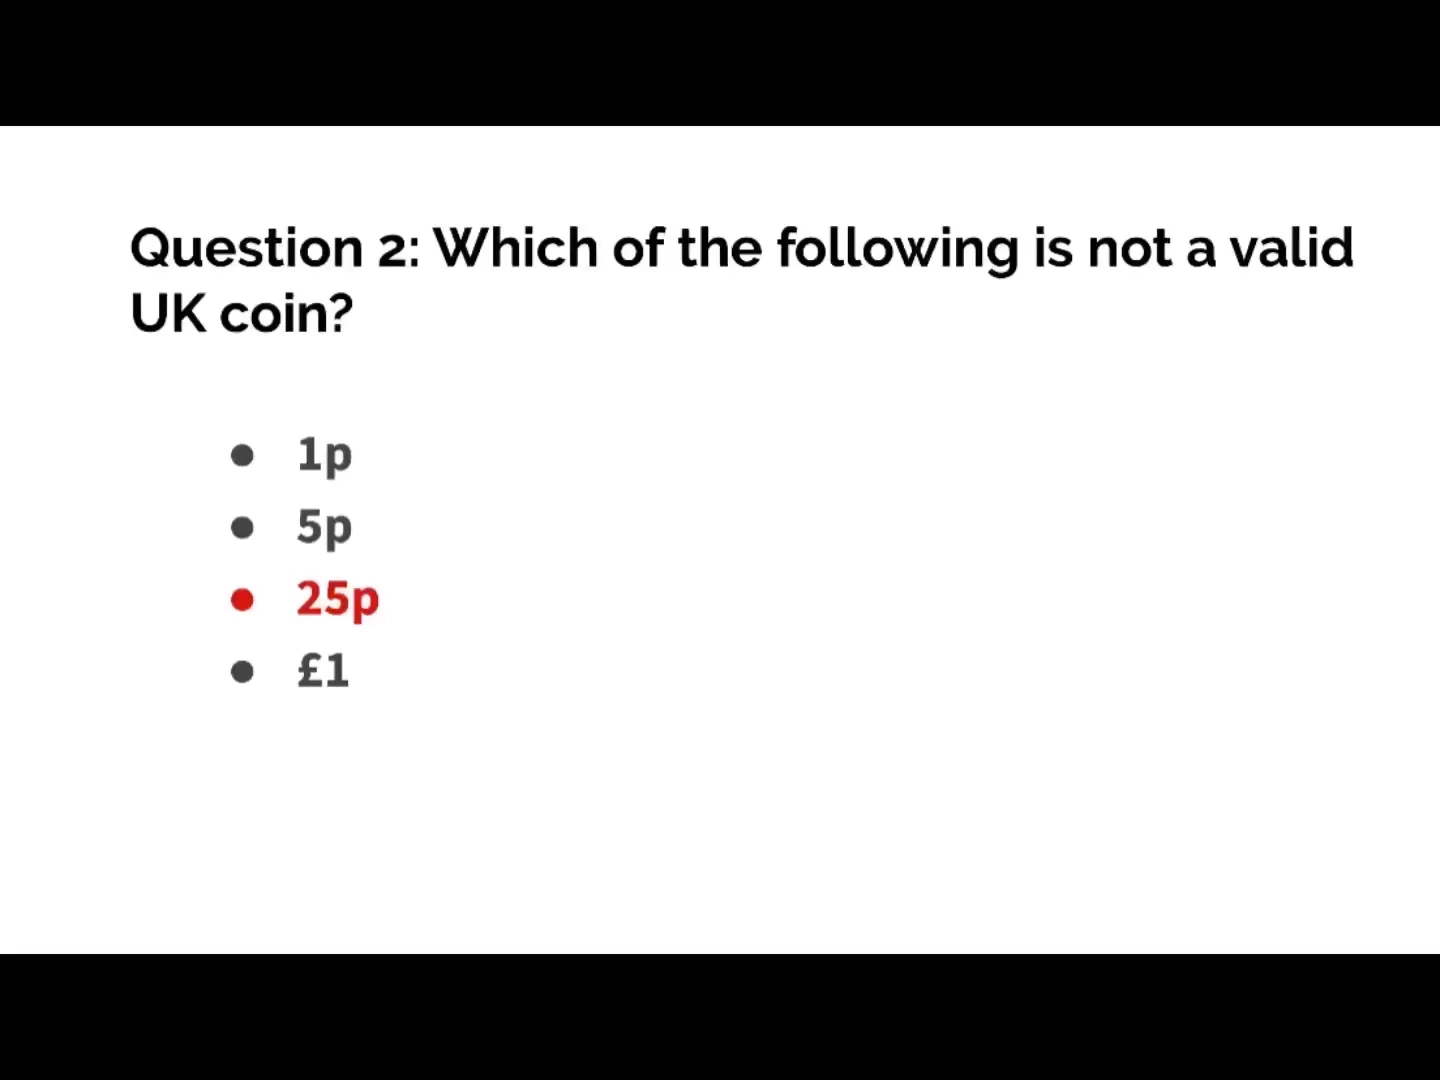 Question 2: Which of the following is not a valid
UK coin?
● 1p
● 5p
● 25p
● £1